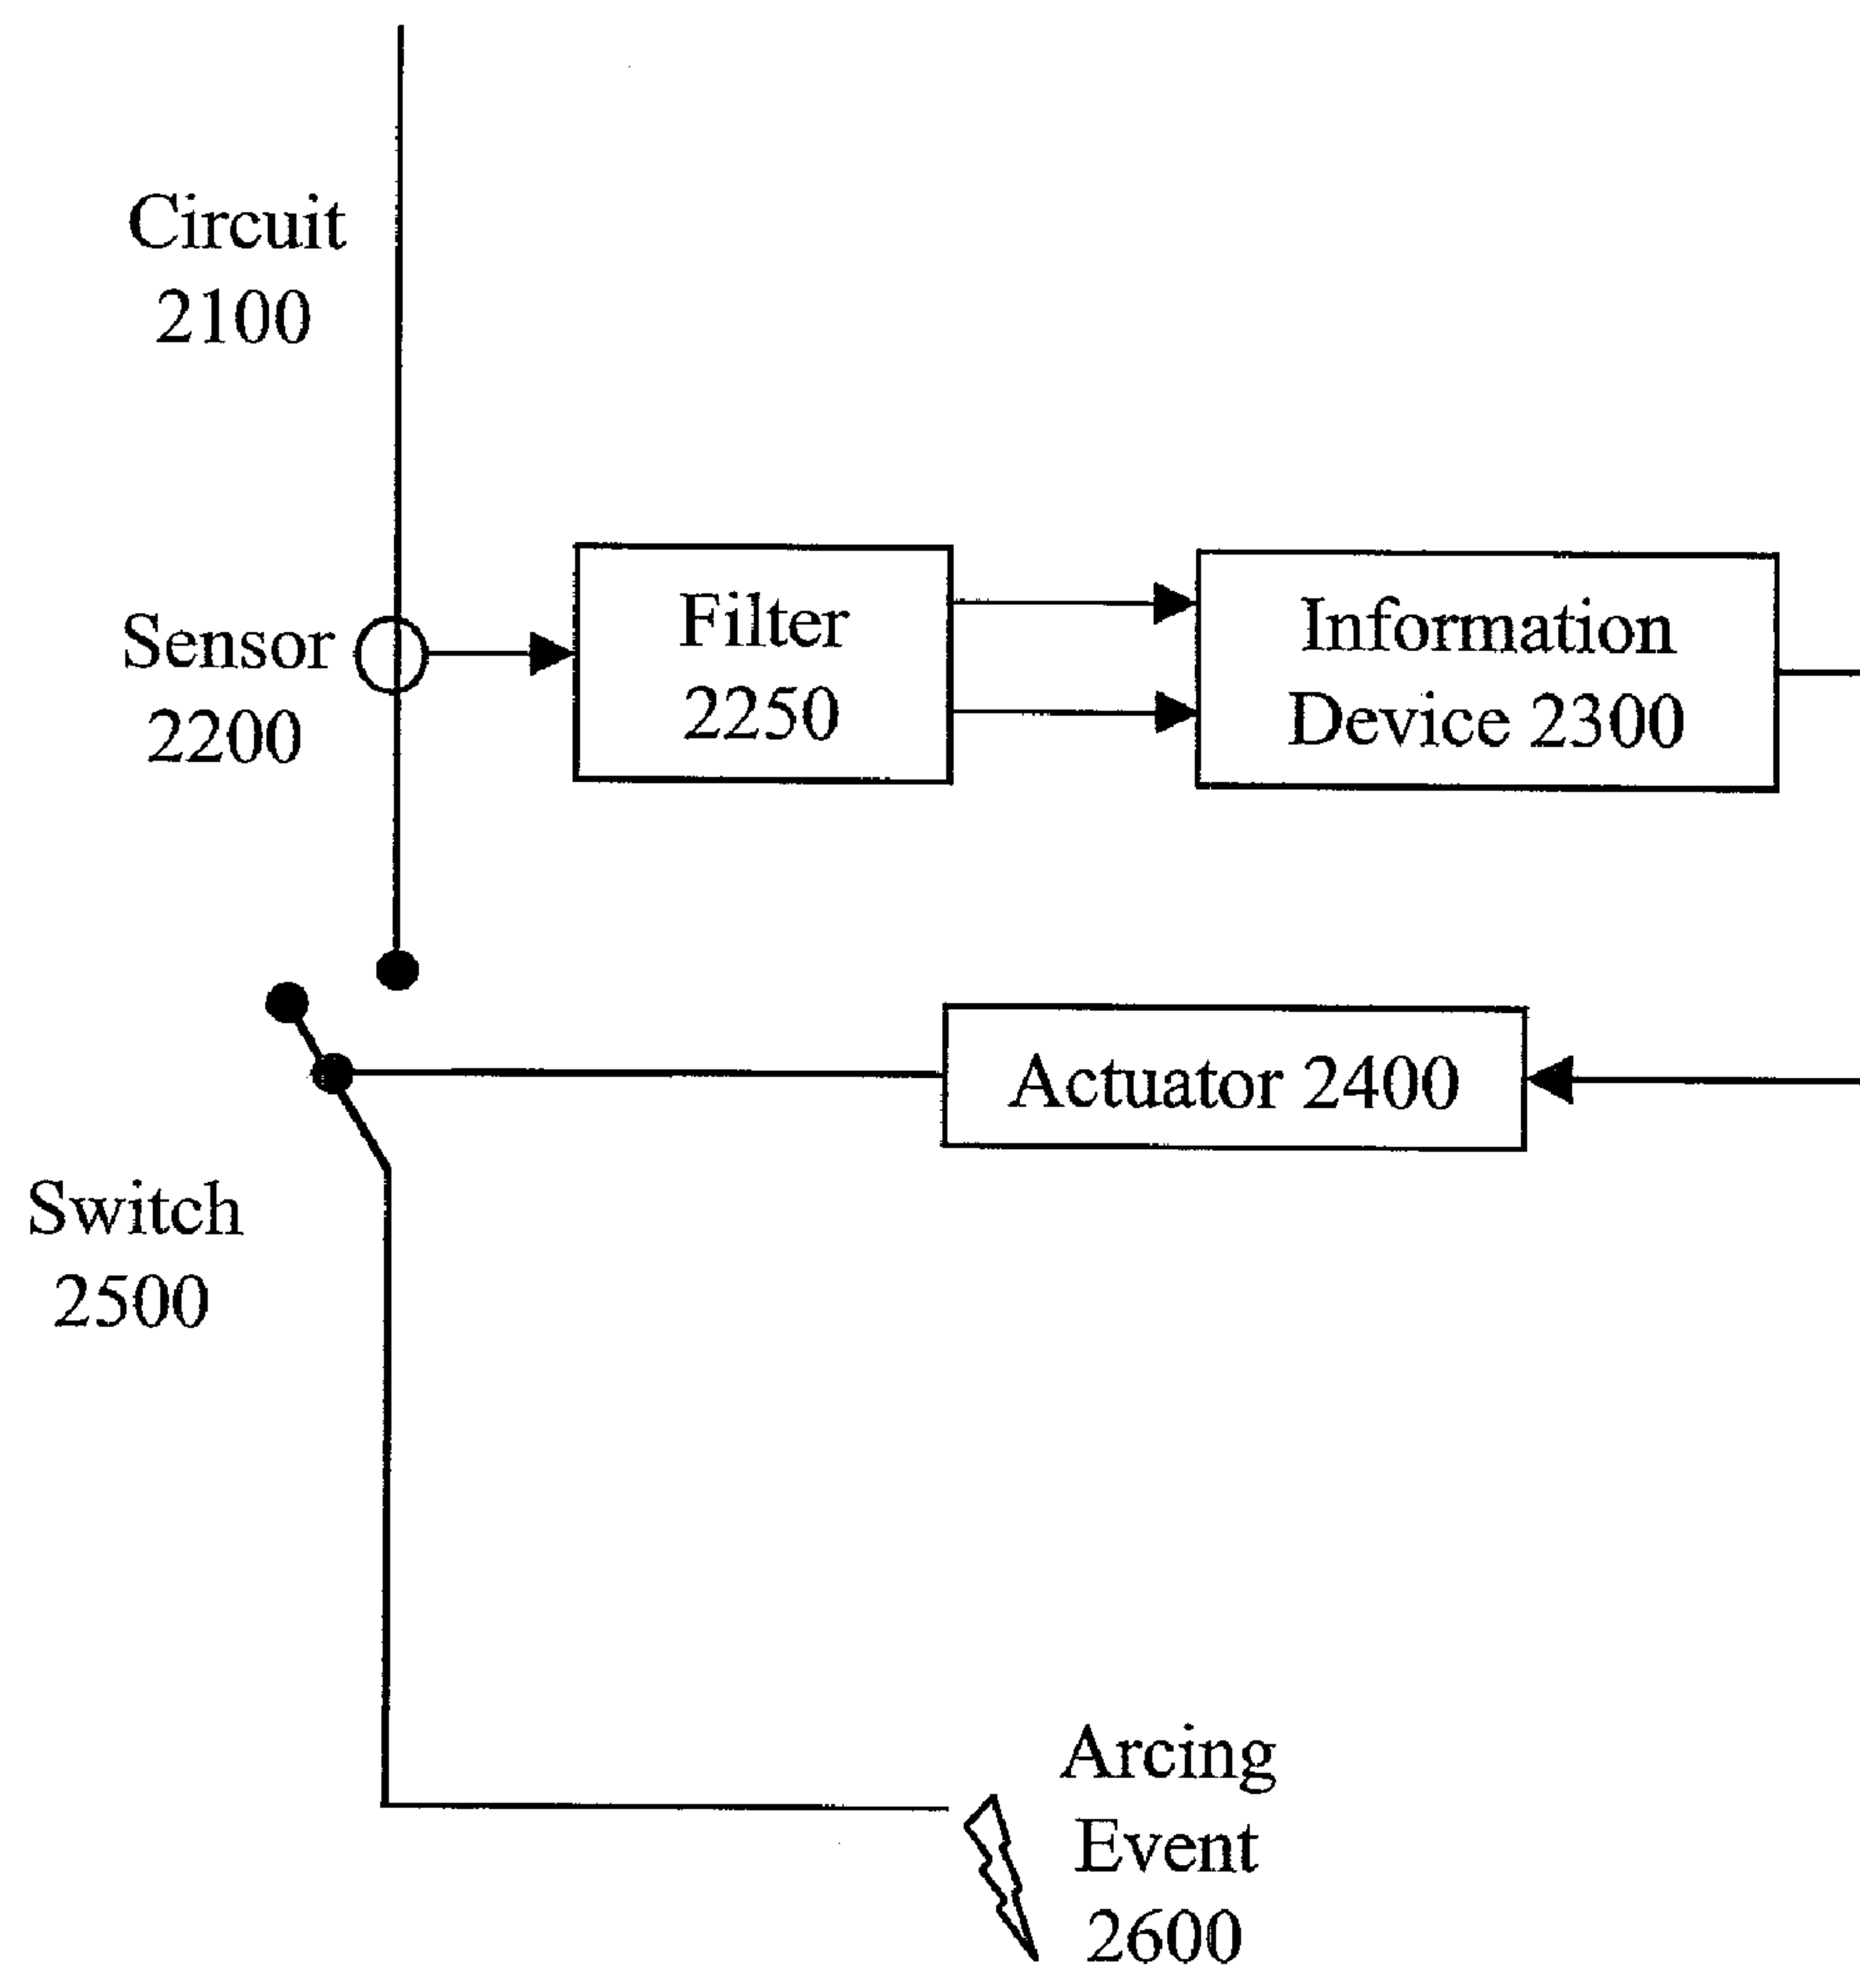 Circuit
2100
Sensor
2200
Filter
2250
Information
Device 2300
Actuator 2400
Switch
2500
Arcing
Event
2600